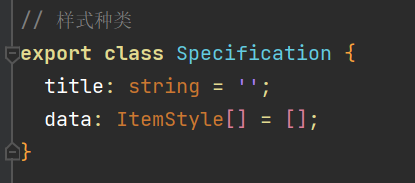 // 样式种类
export class Specification {
  title: string = '';
  data: ItemStyle[] = [];
}